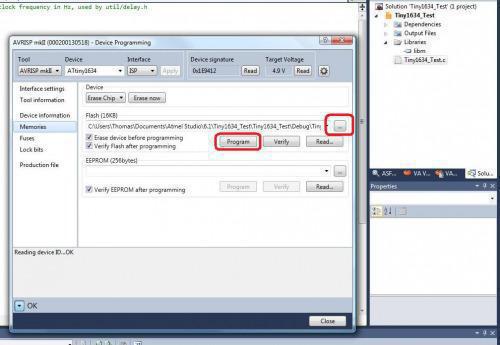 clock frequency in Hz, used by util/delay.h
AVRISP mkII (000200130518) - Device Programming
Tool Device Interface Device signature Target Voltage
AVRISP mkII ATtiny1634 ISP Apply 0x1E9412 Read 4.9 V Read
Interface settings
Tool information
Device information
Memories
Fuses
Lock bits
Production file
Device
Erase Chip Erase now
Flash (16KB)
C:\Users\Thomas\Documents\Atmel Studio\6.1\Tiny1634_Test\Tiny1634_Test\Debug\Tiny ...
Erase device before programming
Verify Flash after programming
Program Verify Read...
EEPROM (256bytes)
...
Verify EEPROM after programming
Program Verify Read...
Reading device ID...OK
OK
Close
Solution 'Tiny1634_Test' (1 project)
Tiny1634_Test
Dependencies
Output Files
Libraries
libm
Tiny1634_Test.c
ASF... VA V... VA... Solu...
Properties